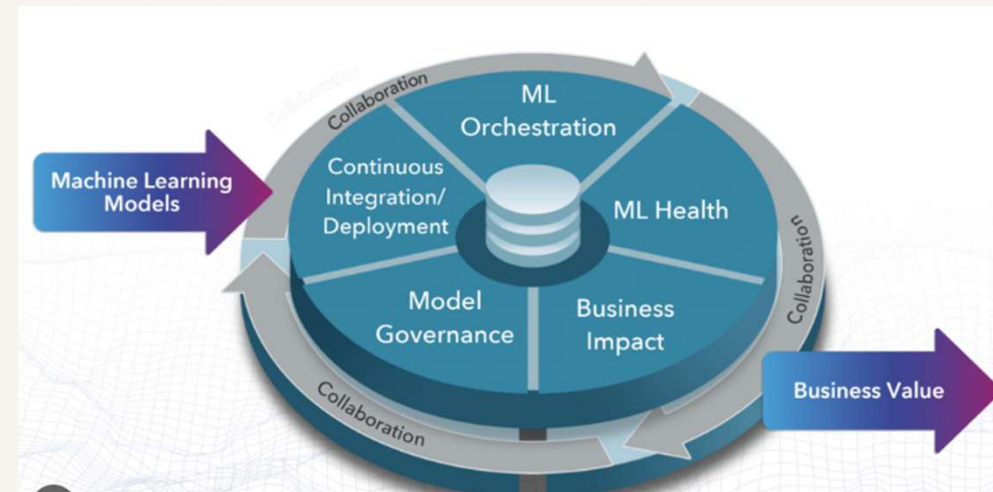 Collaboration
ML
Orchestration
Machine Learning
Models
Continuous
Integration/
Deployment
ML Health
Collaboration
Model
Governance
Business
Impact
Collaboration
Business Value